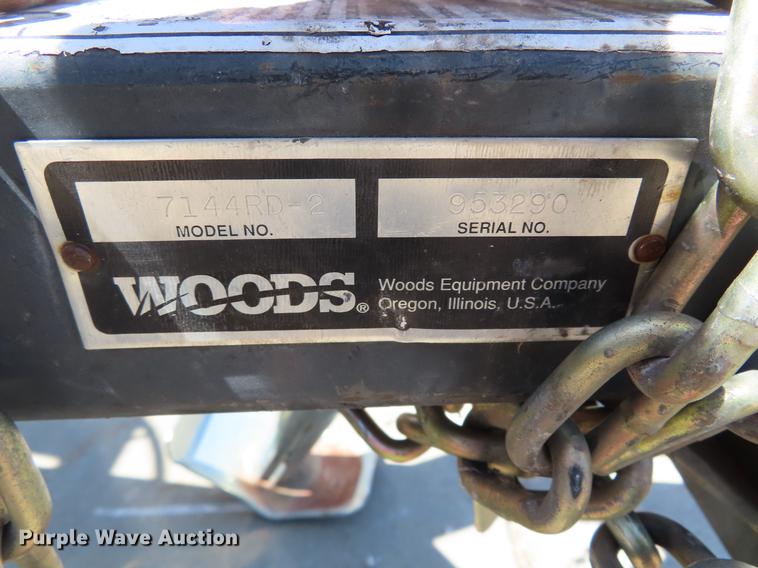 7144RD-2
MODEL NO.
953290
SERIAL NO.
WOODS®
Woods Equipment Company
Oregon, Illinois, U.S.A.
Purple Wave Auction